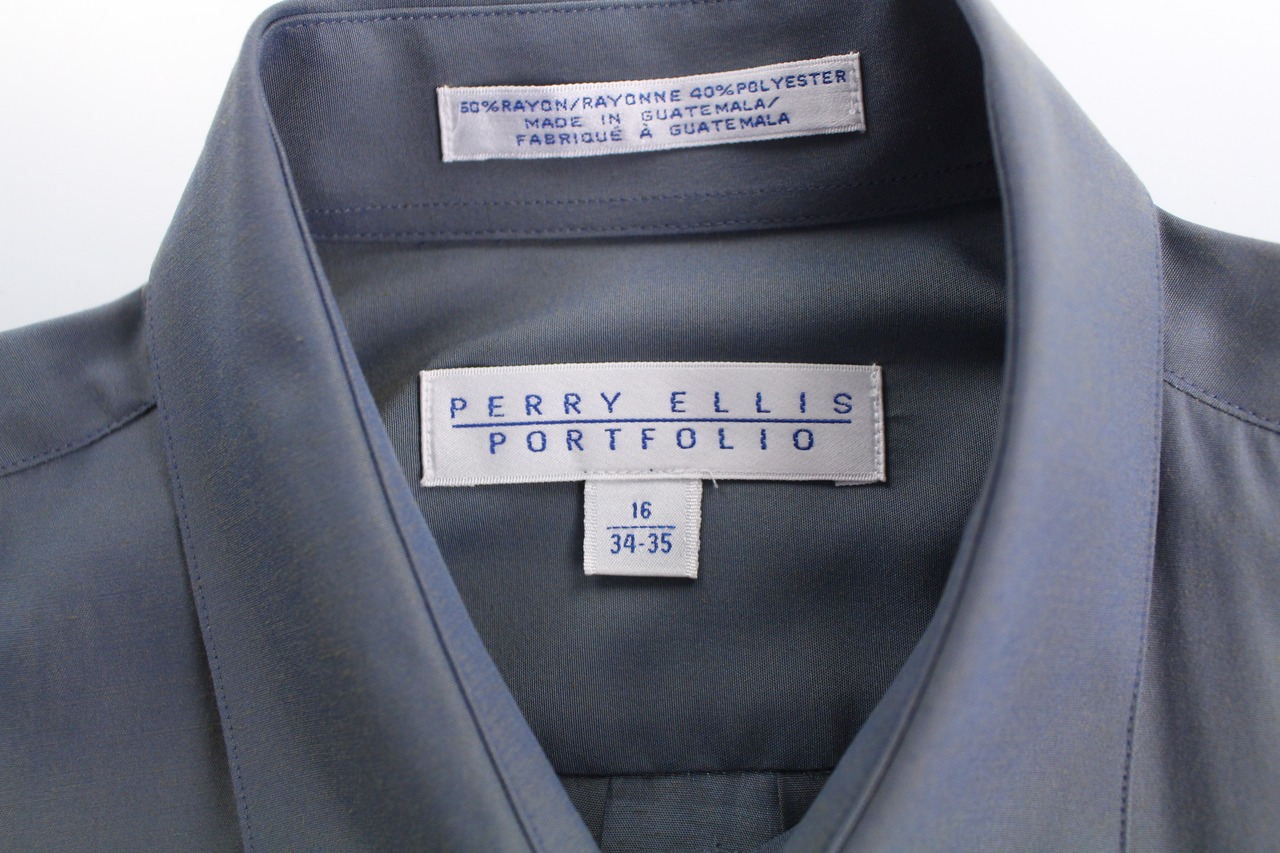 60%RAYON/RAYONNE 40%POLYESTER
MADE IN GUATEMALA/
FABRIQUÉ À GUATEMALA
PERRY ELLIS
PORTFOLIO
16
34-35